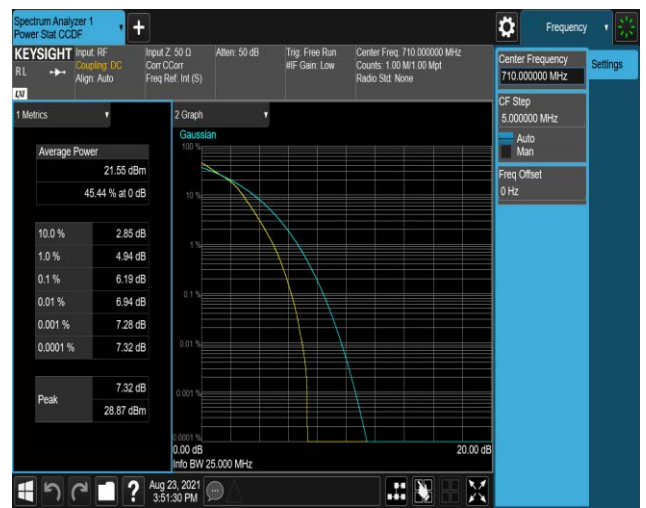 Spectrum Analyzer 1
Power Stat CCDF
Frequency
KEYSIGHT
RL
LXI
Input: RF
Coupling: DC
Align: Auto
Input Z: 50 Ω
Corr CCorr
Freq Ref: Int (S)
Atten: 50 dB
Trig: Free Run
#IF Gain: Low
Center Freq: 710.000000 MHz
Counts: 1.00 M/1.00 Mpt
Radio Std: None
Center Frequency
710.000000 MHz
Settings
CF Step
5.000000 MHz
Auto
Man
Freq Offset
0 Hz
1 Metrics
Average Power
21.55 dBm
45.44 % at 0 dB
10.0 % 2.85 dB
1.0 % 4.94 dB
0.1 % 6.19 dB
0.01 % 6.94 dB
0.001 % 7.28 dB
0.0001 % 7.32 dB
Peak 7.32 dB
28.87 dBm
2 Graph
Gaussian
100 %
10 %
1 %
0.1 %
0.01 %
0.001 %
0.0001 %
0.00 dB 20.00 dB
Info BW 25.000 MHz
?
Aug 23, 2021
3:51:30 PM